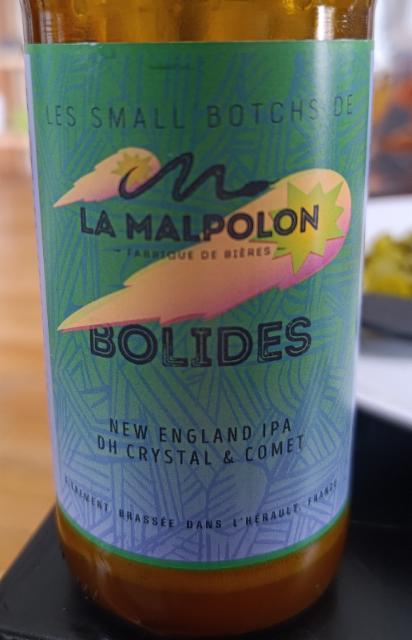 LES SMALL BOTCHS DE
LA MALPOLON
FABRIQUE DE BIÈRES
BOLIDES
NEW ENGLAND IPA
DH CRYSTAL & COMET
BRASSÉE DANS L'HÉRAULT, FRANCE